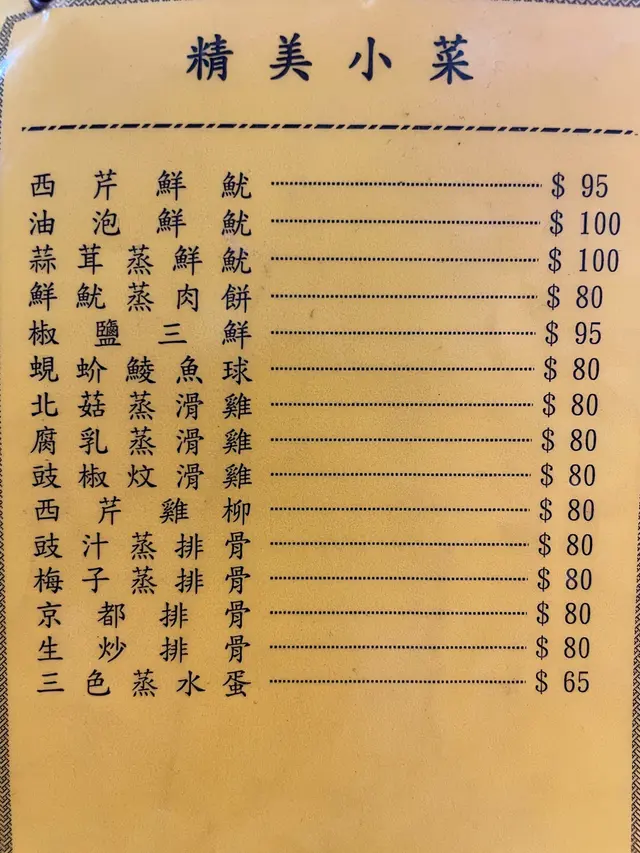 精美小菜
西芹鮮魷 $ 95
油泡鮮魷 $ 100
蒜茸蒸鮮魷 $ 100
鮮魷蒸肉餅 $ 80
椒鹽三鮮 $ 95
蜆蚧鯪魚球 $ 80
北菇蒸滑雞 $ 80
腐乳蒸滑雞 $ 80
豉椒炆滑雞 $ 80
西芹雞柳 $ 80
豉汁蒸排骨 $ 80
梅子蒸排骨 $ 80
京都排骨 $ 80
生炒排骨 $ 80
三色蒸水蛋 $ 65